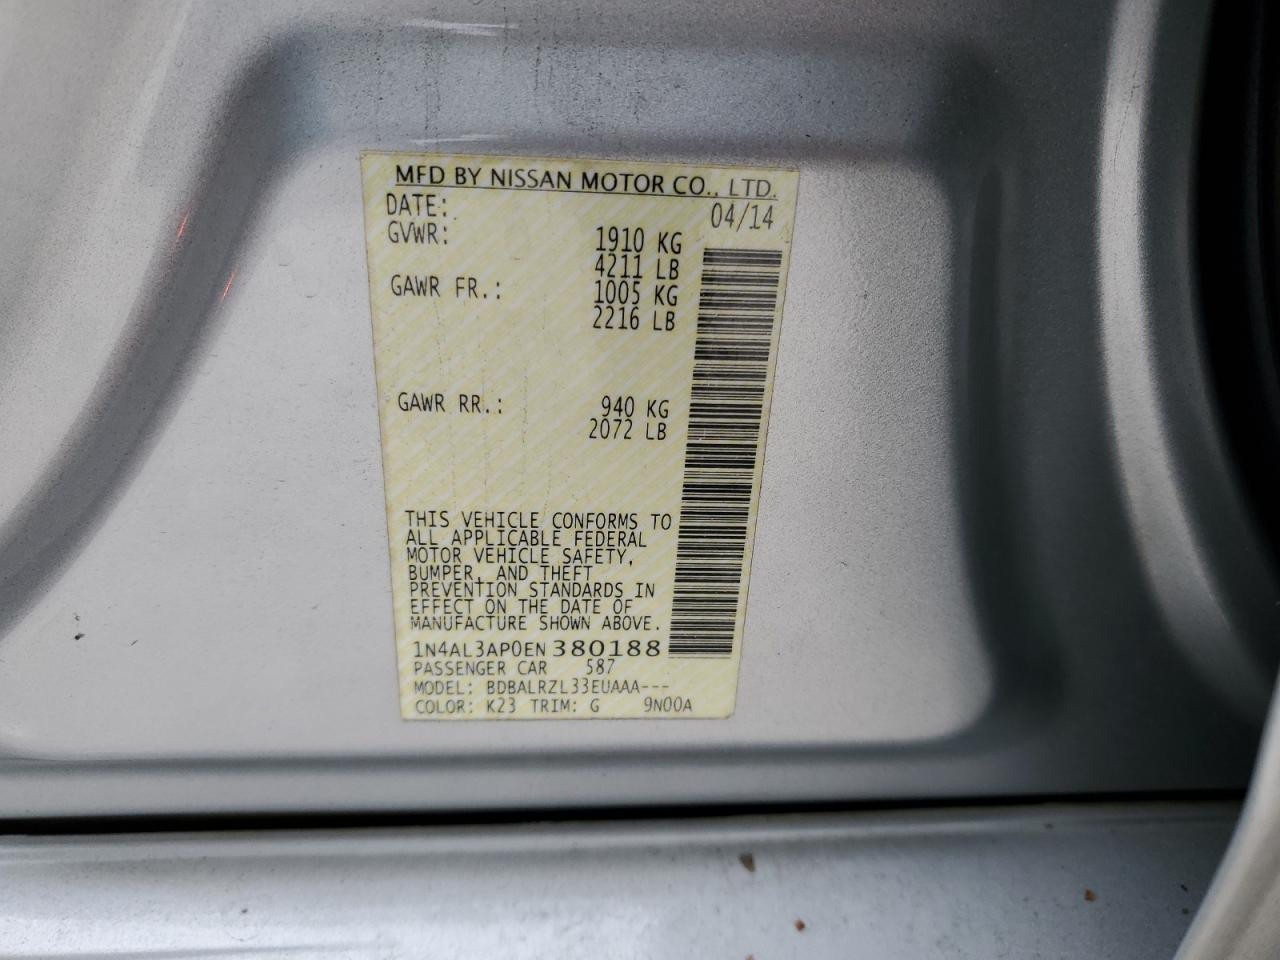 MFD BY NISSAN MOTOR CO., LTD.
DATE: 04/14
GVWR: 1910 KG
4211 LB
GAWR FR.: 1005 KG
2216 LB
GAWR RR.: 940 KG
2072 LB
THIS VEHICLE CONFORMS TO
ALL APPLICABLE FEDERAL
MOTOR VEHICLE SAFETY,
BUMPER, AND THEFT
PREVENTION STANDARDS IN
EFFECT ON THE DATE OF
MANUFACTURE SHOWN ABOVE.
1N4AL3AP0EN380188
PASSENGER CAR 587
MODEL: BDBALRZL33EUAAA---
COLOR: K23 TRIM: G 9N00A